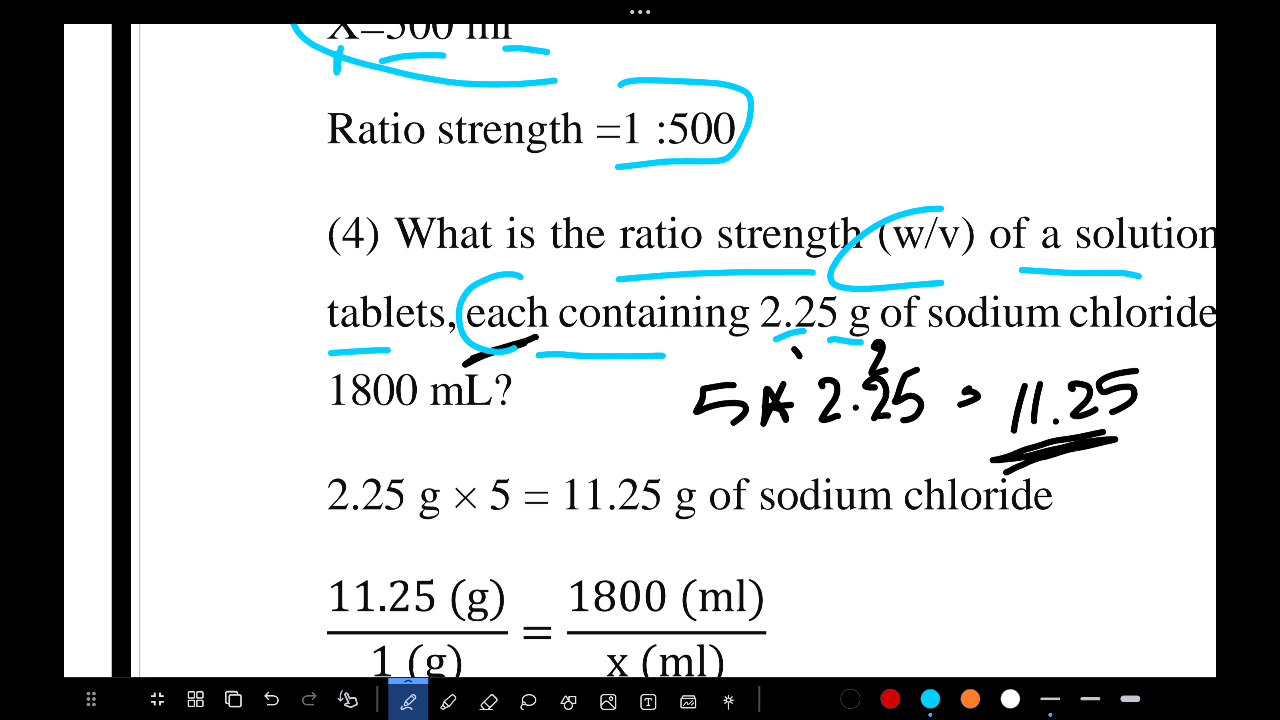 X=500 ml
Ratio strength =1 :500
(4) What is the ratio strength (w/v) of a solution
tablets, each containing 2.25 g of sodium chloride
1800 mL?
5 × 2.25 = 11.25
2.25 g × 5 = 11.25 g of sodium chloride
11.25 (g) = 1800 (ml)
1 (g) x (ml)